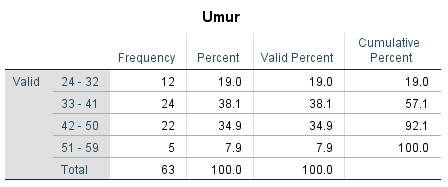 Umur
Frequency Percent Valid Percent Cumulative Percent
Valid 24 - 32 12 19.0 19.0 19.0
33 - 41 24 38.1 38.1 57.1
42 - 50 22 34.9 34.9 92.1
51 - 59 5 7.9 7.9 100.0
Total 63 100.0 100.0